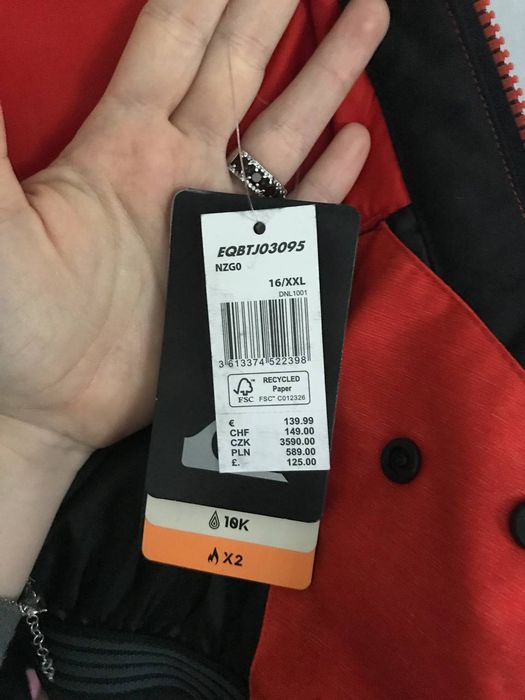 EQBTJ03095
NZG0
16/XXL
DNL1001
3 613374 522398
FSC
RECYCLED
Paper
FSC™ C012326
€ 139.99
CHF 149.00
CZK 3590.00
PLN 589.00
£. 125.00
10K
X2